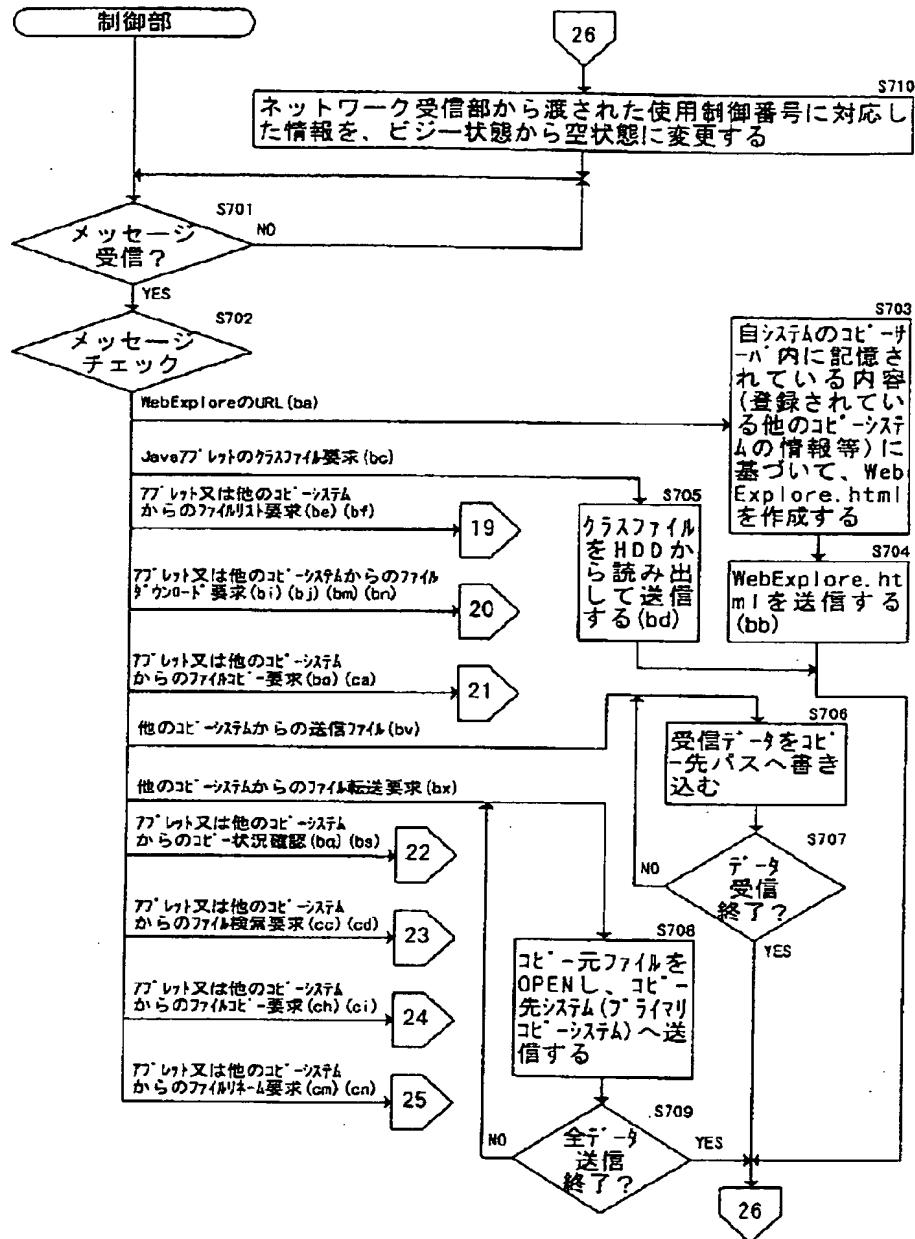 制御部
26
S710
ネットワーク受信部から渡された使用制御番号に対応し
た情報を、ビジー状態から空状態に変更する
S701
メッセージ
受信?
NO
YES
S702
メッセージ
チェック
S703
自システムのコピーサ
ーバ内に記憶さ
れている内容
(登録されてい
る他のコピーシステ
ムの情報等)に
基づいて、Web
Explore.html
を作成する
WebExploreのURL(ba)
Javaアプレットのクラスファイル要求(bc)
S705
クラスファイル
をHDDか
ら読み出
して送信
する(bd)
S704
WebExplore.ht
mlを送信する
(bb)
アプレット又は他のコピーシステム
からのファイルリスト要求(be)(bf)
19
アプレット又は他のコピーシステムからのファイル
ダウンロード要求(bi)(bj)(bm)(bn)
20
アプレット又は他のコピーシステム
からのファイルコピー要求(bo)(ca)
21
他のコピーシステムからの送信ファイル(bv)
S706
受信データをコピ
ー先パスへ書き
込む
他のコピーシステムからのファイル転送要求(bx)
S707
データ
受信
終了?
NO
YES
アプレット又は他のコピーシステム
からのコピー状況確認(bq)(bs)
22
アプレット又は他のコピーシステム
からのファイル検索要求(cc)(cd)
23
S708
コピー元ファイルを
OPENし、コピー
先システム(プライマリ
コピーシステム)へ送
信する
アプレット又は他のコピーシステム
からのファイルコピー要求(ch)(ci)
24
アプレット又は他のコピーシステム
からのファイルリネーム要求(cm)(cn)
25
S709
全データ
送信
終了?
NO
YES
26